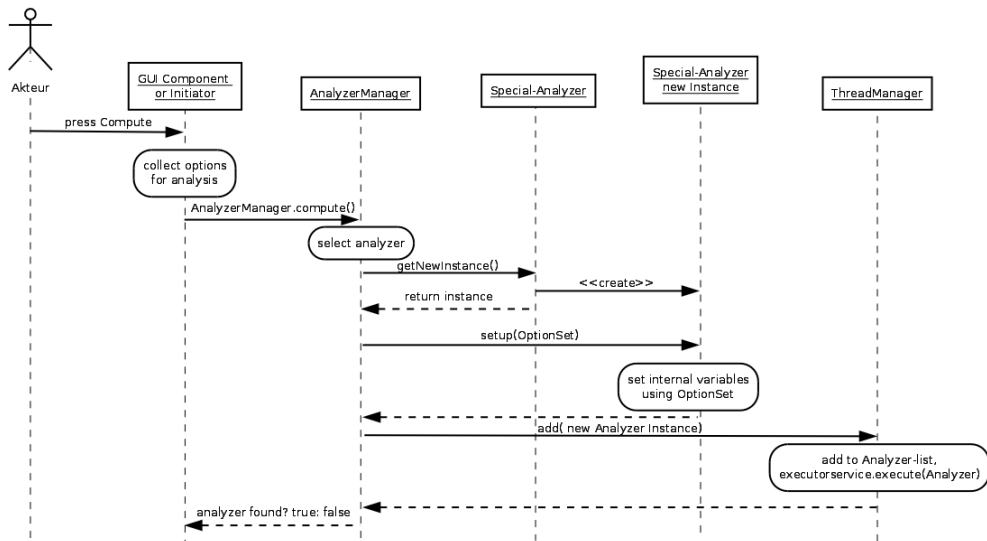 Akteur
GUI Component
or Initiator
AnalyzerManager
Special-Analyzer
Special-Analyzer
new Instance
ThreadManager
press Compute
collect options
for analysis
AnalyzerManager.compute()
select analyzer
getNewInstance()
<<create>>
return instance
setup(OptionSet)
set internal variables
using OptionSet
add( new Analyzer Instance)
add to Analyzer-list,
executorservice.execute(Analyzer)
analyzer found? true: false